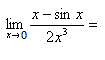 lim x→0 (x − sin x)/(2x³) =